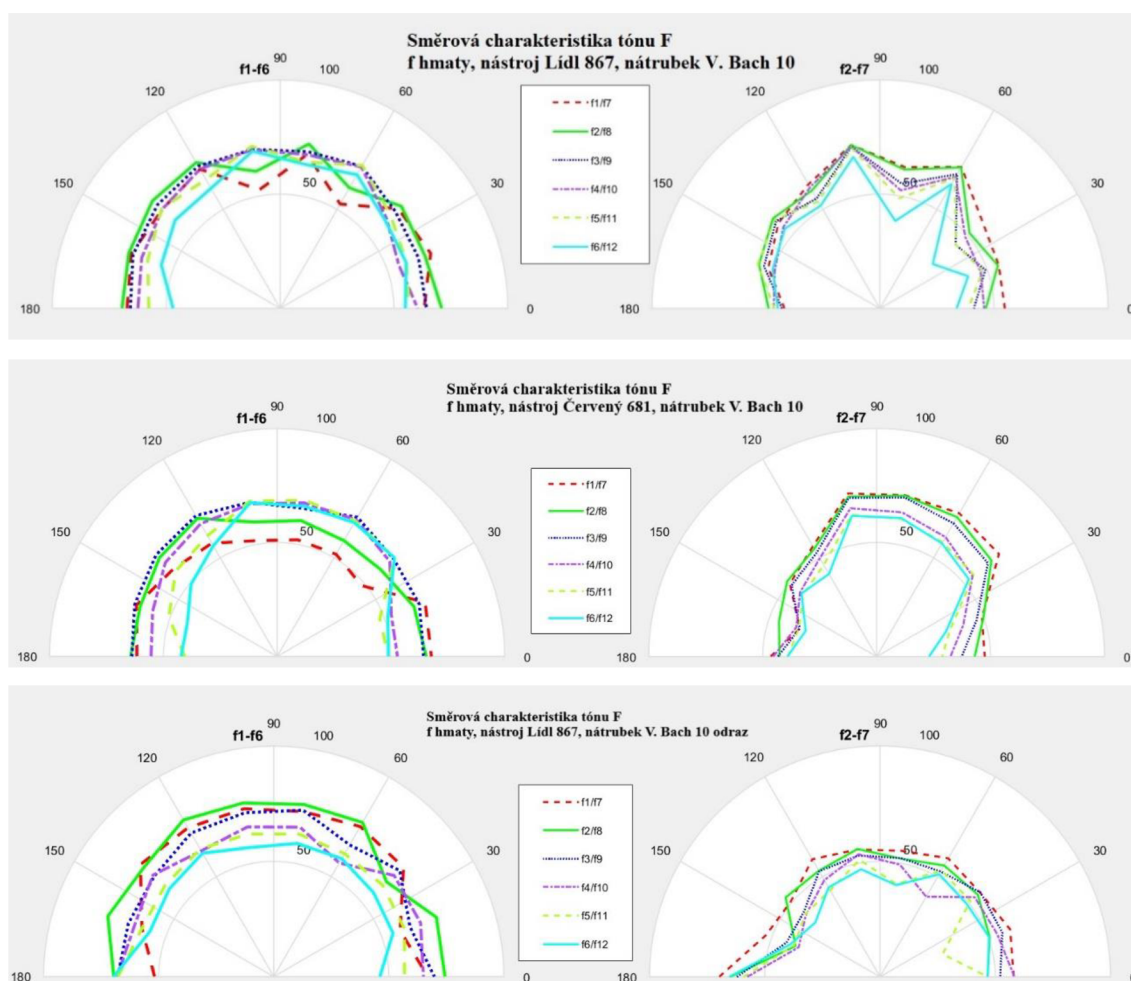 Směrová charakteristika tónu F
f hmaty, nástroj Lídl 867, nátrubek V. Bach 10
f1-f6
90
100
120
60
150
30
50
180
0
f1/f7
f2/f8
f3/f9
f4/f10
f5/f11
f6/f12
f2-f7
90
100
120
60
150
30
50
180
0
Směrová charakteristika tónu F
f hmaty, nástroj Červený 681, nátrubek V. Bach 10
f1-f6
90
100
120
60
150
30
50
180
0
f1/f7
f2/f8
f3/f9
f4/f10
f5/f11
f6/f12
f2-f7
90
100
120
60
150
30
50
180
0
Směrová charakteristika tónu F
f hmaty, nástroj Lídl 867, nátrubek V. Bach 10 odraz
f1-f6
90
100
120
60
150
30
50
180
0
f1/f7
f2/f8
f3/f9
f4/f10
f5/f11
f6/f12
f2-f7
90
100
120
60
150
30
50
180